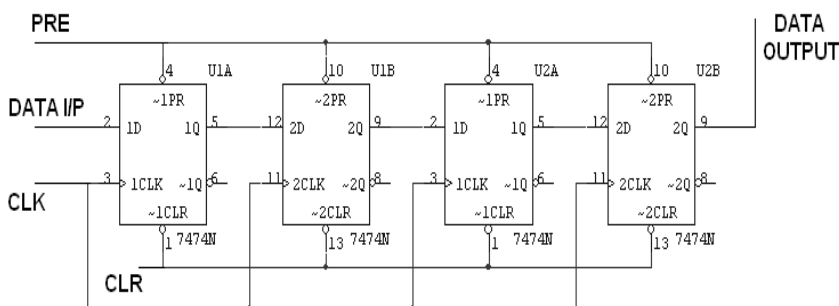 PRE
DATA
OUTPUT
4 U1A 10 U1B 4 U2A 10 U2B
~1PR ~2PR ~1PR ~2PR
DATA I/P
2 1D 1Q 5 12 2D 2Q 9 2 1D 1Q 5 12 2D 2Q 9
3 1CLK ~1Q 6 11 2CLK ~2Q 8 3 1CLK ~1Q 6 11 2CLK ~2Q 8
CLK
~1CLR ~2CLR ~1CLR ~2CLR
1 7474N 13 7474N 1 7474N 13 7474N
CLR